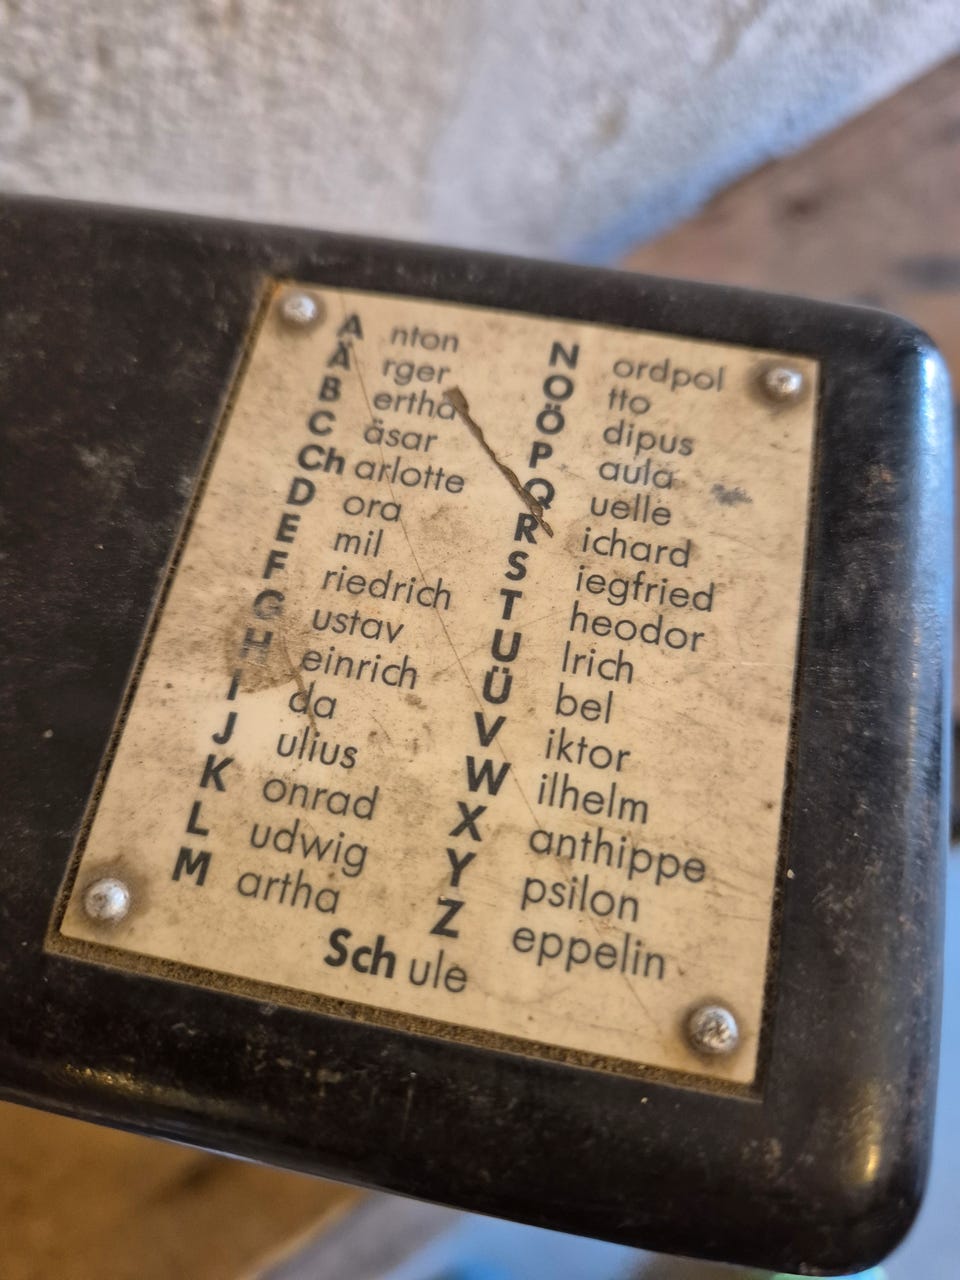 A nton
Ä rger
B ertha
C äsar
Ch arlotte
D ora
E mil
F riedrich
G ustav
H einrich
I da
J ulius
K onrad
L udwig
M artha
N ordpol
O tto
Ö dipus
P aula
Q uelle
R ichard
S iegfried
T heodor
U lrich
Ü bel
V iktor
W ilhelm
X anthippe
Y psilon
Z eppelin
Sch ule